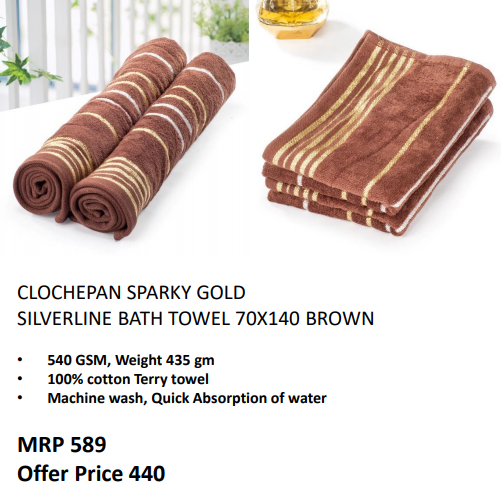 CLOCHEPAN SPARKY GOLD
SILVERLINE BATH TOWEL 70X140 BROWN
• 540 GSM, Weight 435 gm
• 100% cotton Terry towel
• Machine wash, Quick Absorption of water
MRP 589
Offer Price 440